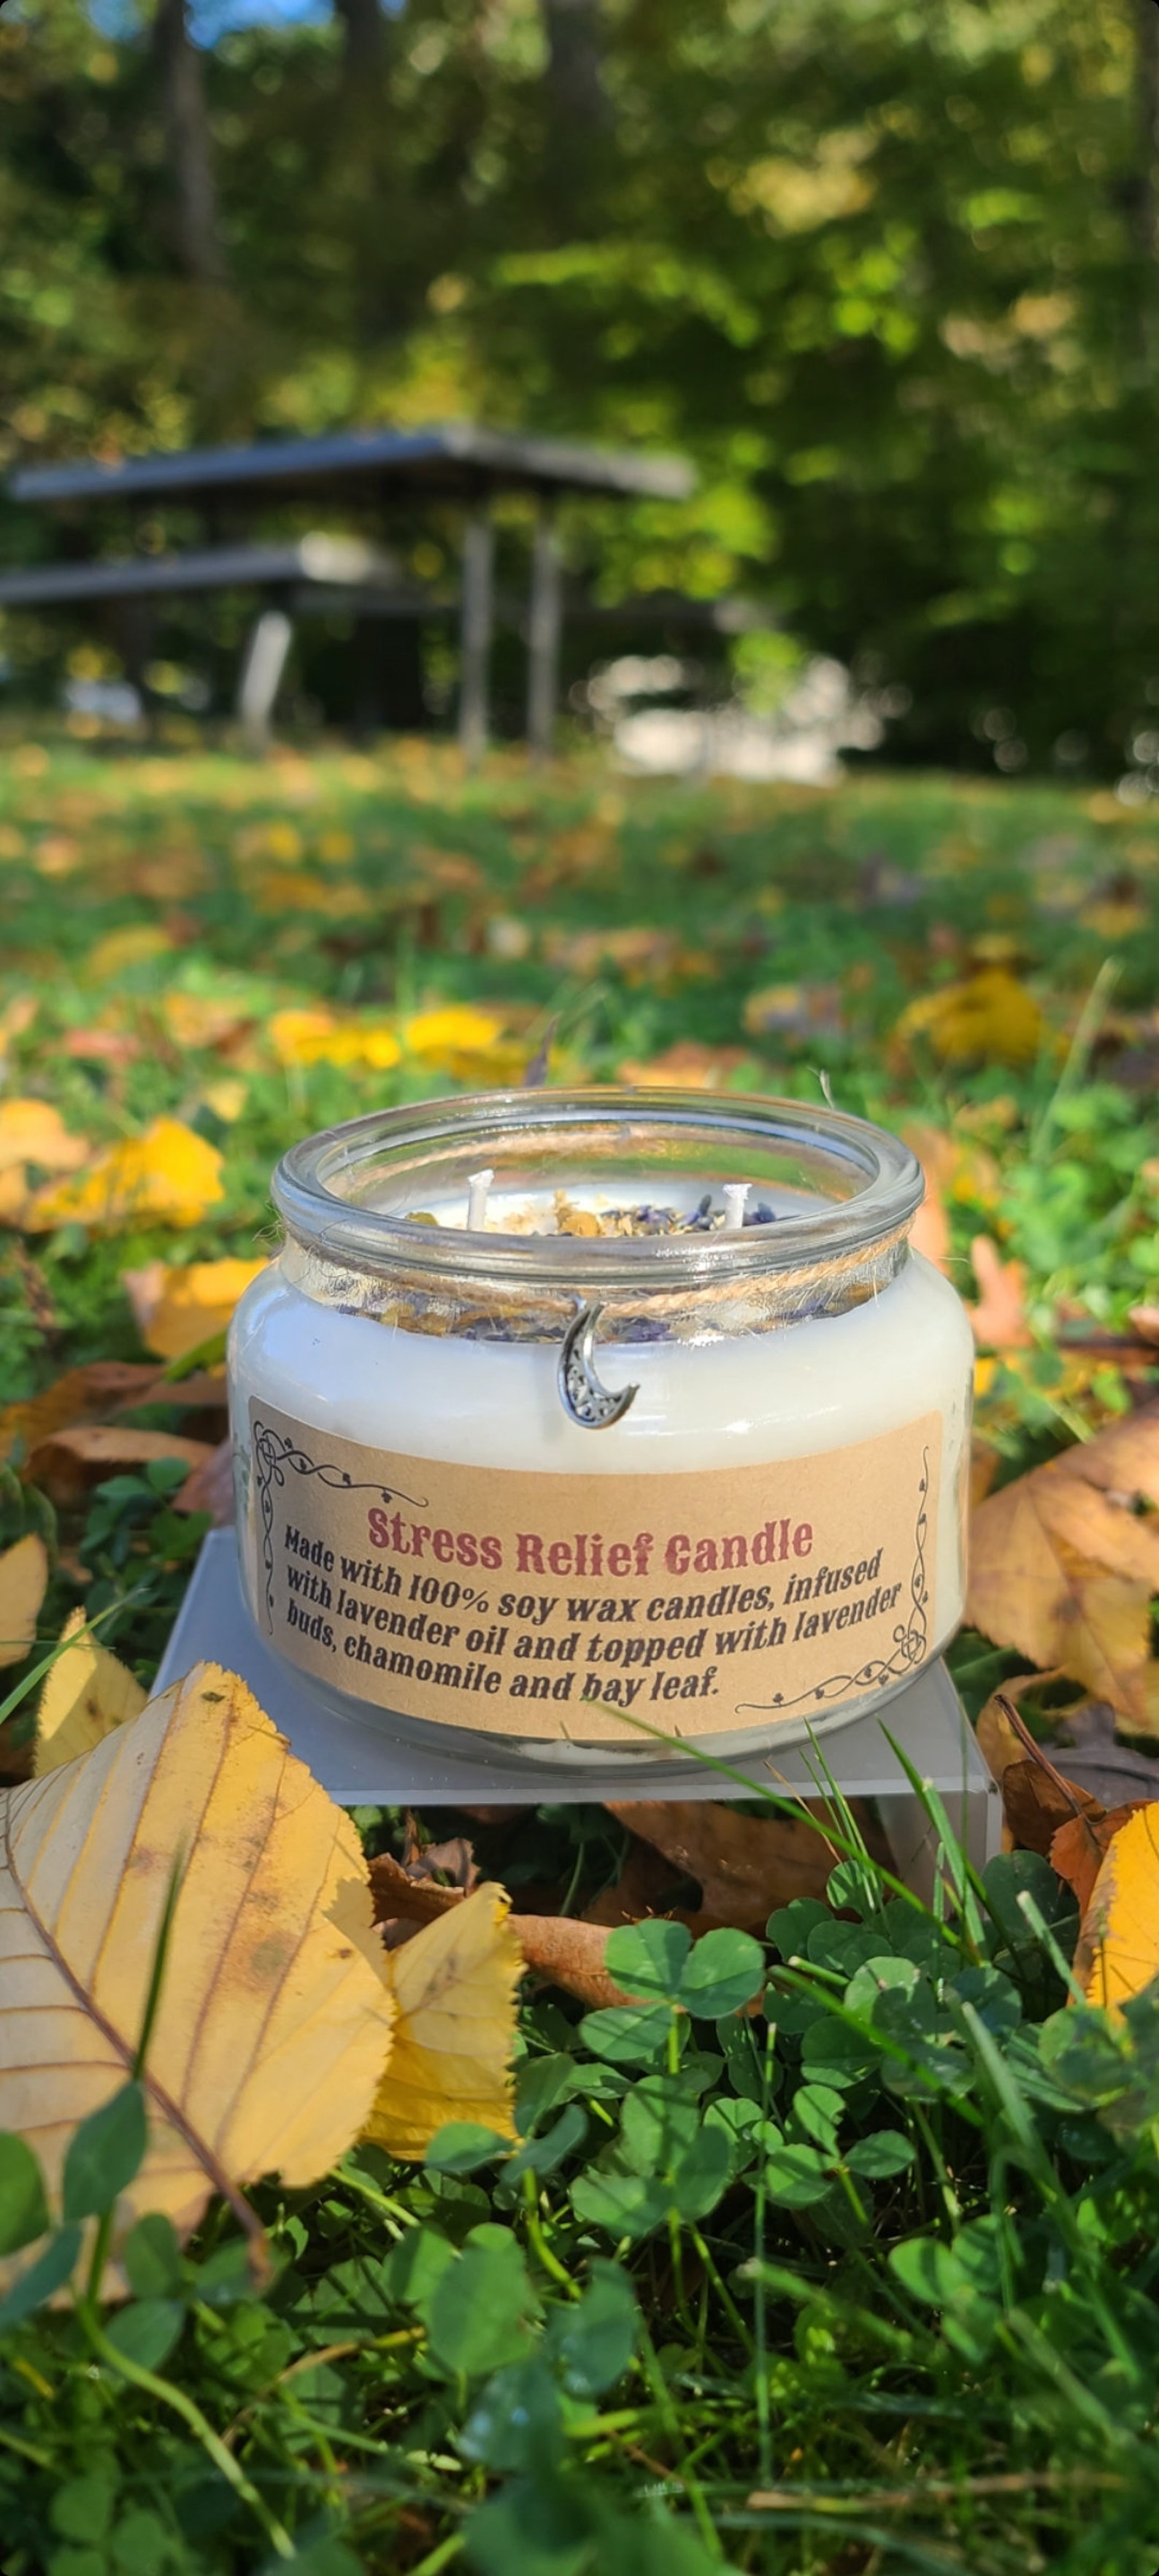 Stress Relief Candle
Made with 100% soy wax candles, infused
with lavender oil and topped with lavender
buds, chamomile and bay leaf.